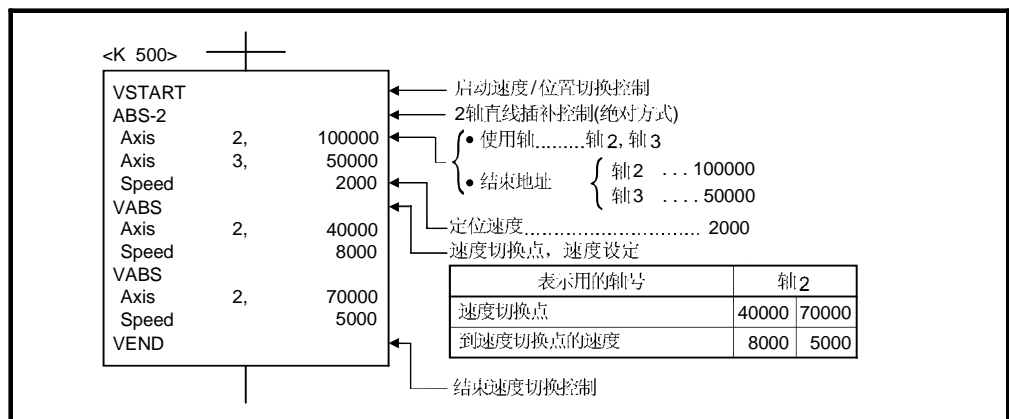 <K 500>
VSTART
ABS-2
Axis 2, 100000
Axis 3, 50000
Speed 2000
VABS
Axis 2, 40000
Speed 8000
VABS
Axis 2, 70000
Speed 5000
VEND
启动速度/位置切换控制
2轴直线插补控制(绝对方式)
• 使用轴.........轴2, 轴3
• 结束地址
轴2 ...100000
轴3 ....50000
定位速度.............................. 2000
速度切换点，速度设定
表示用的轴号 轴2
速度切换点 40000 70000
到速度切换点的速度 8000 5000
结束速度切换控制